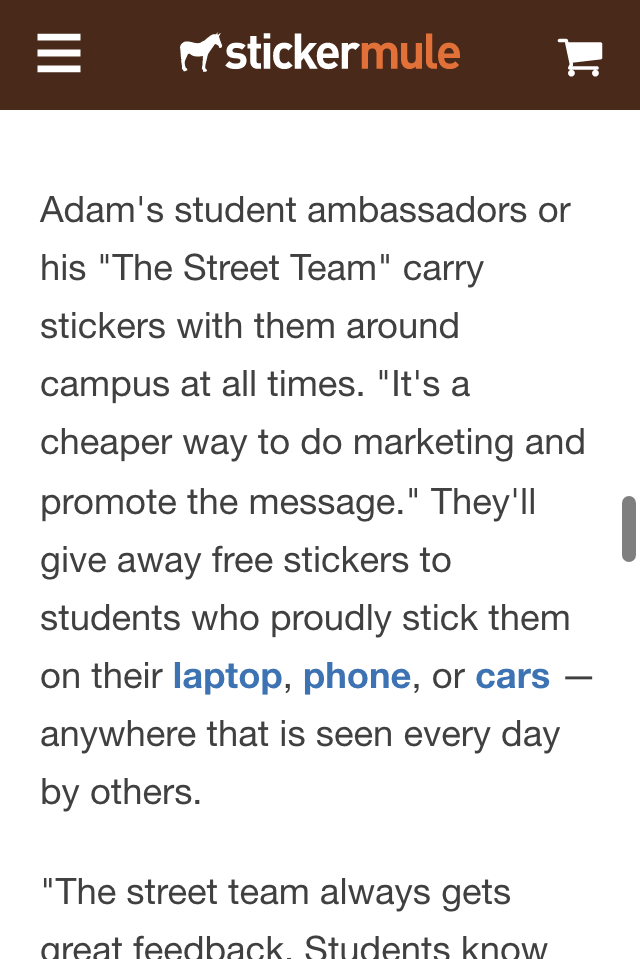 stickermule
Adam's student ambassadors or
his "The Street Team" carry
stickers with them around
campus at all times. "It's a
cheaper way to do marketing and
promote the message." They'll
give away free stickers to
students who proudly stick them
on their laptop, phone, or cars —
anywhere that is seen every day
by others.
"The street team always gets
great feedback. Students know